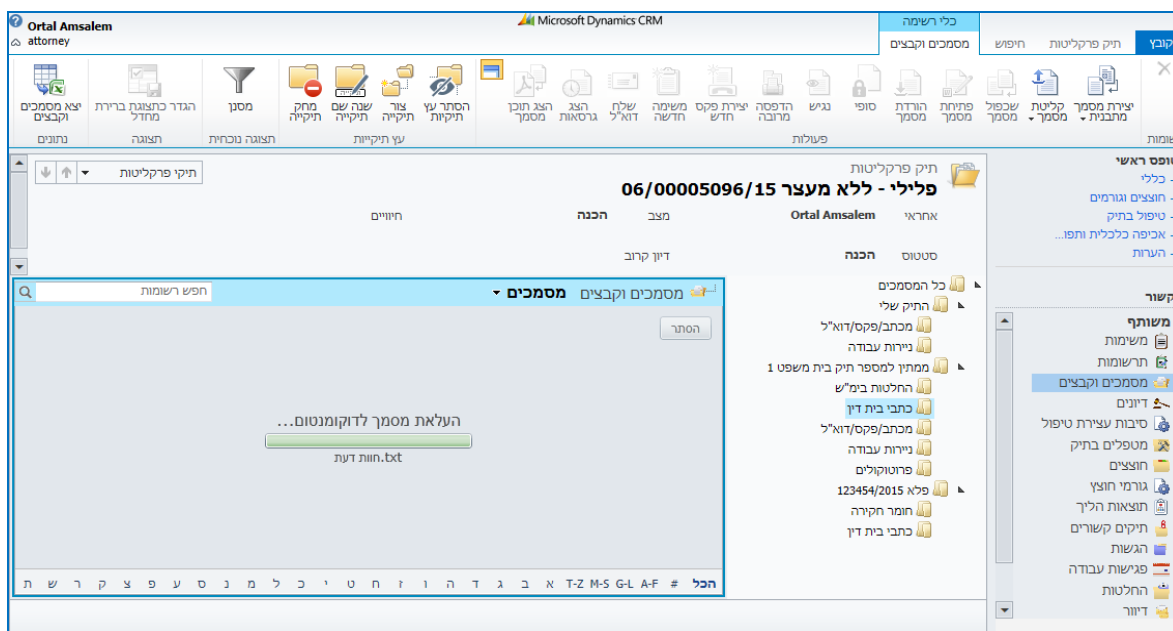 Ortal Amsalem
attorney
Microsoft Dynamics CRM
כלי רשימה
קובץ
תיק פרקליטות
חיפוש
מסמכים וקבצים
יצירת מסמך מתבנית
קליטת מסמך
שכפול מסמך
פתיחת מסמך
הורדת מסמך
סופי
נגיש
הדפסה מרובה
יצירת פקס חדש
משימה חדשה
שלח דוא"ל
הצג גרסאות
הצג תוכן מסמך
הסתר עץ תיקיות
צור תיקייה
שנה שם תיקייה
מחק תיקייה
מסנן
הגדר כתצוגת ברירת מחדל
יצא מסמכים וקבצים
שומות
פעולות
עץ תיקיות
תצוגה נוכחית
תצוגה
נתונים
תיק פרקליטות
פלילי - ללא מעצר 06/00005096/15
תיקי פרקליטות
אחראי
Ortal Amsalem
מצב
הכנה
חיוויים
סטטוס
הכנה
דיון קרוב
ופס ראשי
כללי
חוצצים וגורמים
טיפול בתיק
אכיפה כלכלית ותפו...
הערות
קשור
משותף
משימות
תרשומות
מסמכים וקבצים
דיונים
סיבות עצירת טיפול
מטפלים בתיק
חוצצים
גורמי חוצץ
תוצאות הליך
תיקים קשורים
הגשות
פגישות עבודה
החלטות
דיוור
כל המסמכים
התיק שלי
מכתב/פקס/דוא"ל
ניירות עבודה
ממתין למספר תיק בית משפט 1
החלטות בימ"ש
כתבי בית דין
מכתב/פקס/דוא"ל
ניירות עבודה
פרוטוקולים
פלא 123454/2015
חומר חקירה
כתבי בית דין
מסמכים וקבצים
מסמכים
חפש רשומות
הסתר
העלאת מסמך לדוקומנטום...
חוות דעת.txt
הכל # A-F G-L M-S T-Z א ב ג ד ה ו ז ח ט י כ ל מ נ ס ע פ צ ק ר ש ת